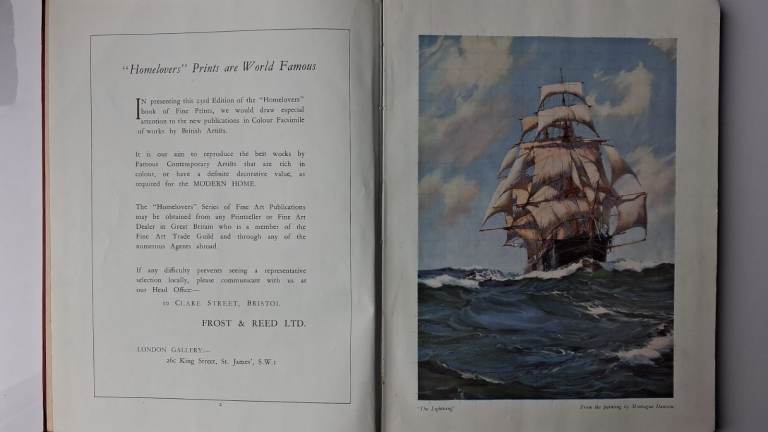 "Homelovers" Prints are World Famous
IN presenting this 23rd Edition of the "Homelovers"
book of Fine Prints, we would draw especial
attention to the new publications in Colour Facsimile
of works by British Artists.
It is our aim to reproduce the best works by
Famous Contemporary Artists that are rich in
colour, or have a definite decorative value, as
required for the MODERN HOME.
The "Homelovers" Series of Fine Art Publications
may be obtained from any Printseller or Fine Art
Dealer in Great Britain who is a member of the
Fine Art Trade Guild and through any of the
numerous Agents abroad.
If any difficulty prevents seeing a representative
selection locally, please communicate with us at
our Head Office:—
10 CLARE STREET, BRISTOL
FROST & REED LTD.
LONDON GALLERY:—
26c King Street, St. James', S.W.1
2
"The Lightning"
From the painting by Montague Dawson